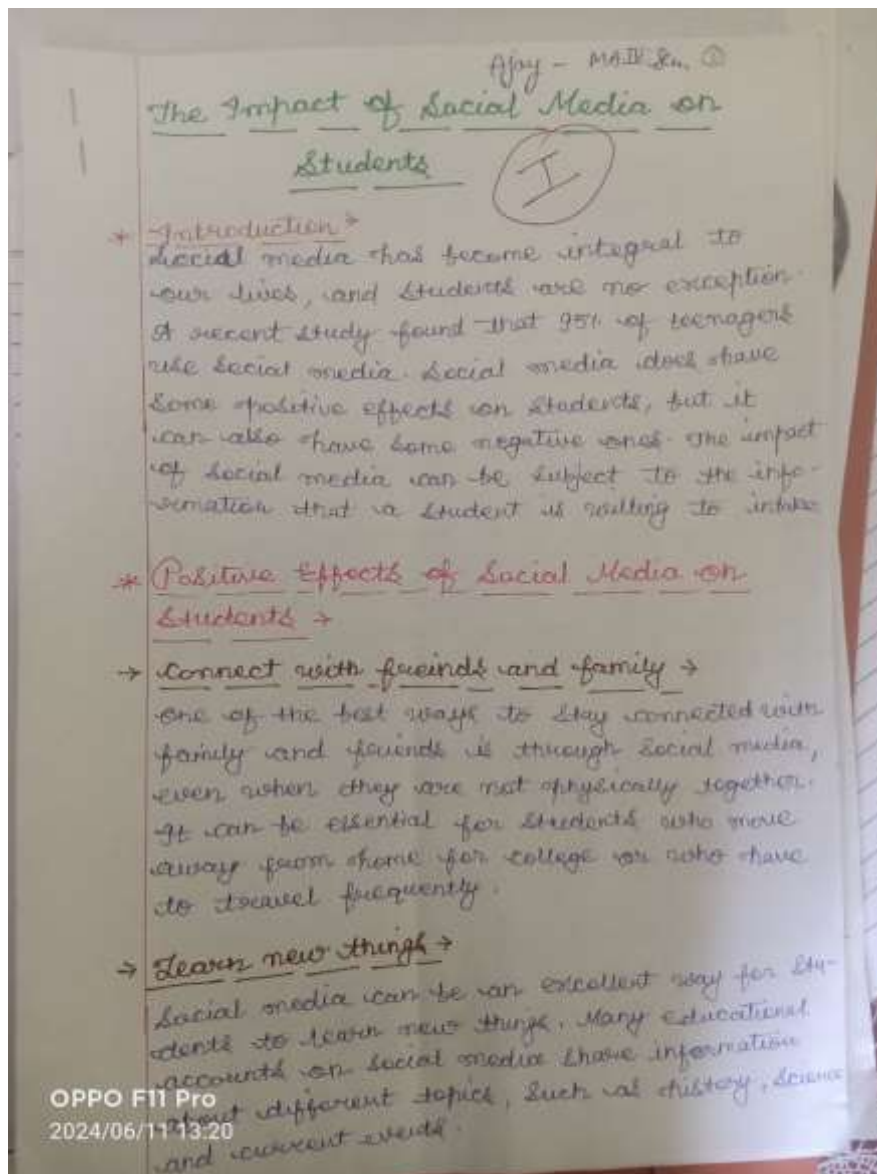 Ajay - MA IV Sem. ①
The Impact of Social Media on
Students
I
* Introduction →
Social media has become integral to
our lives, and students are no exception.
A recent study found that 95% of teenagers
use social media. Social media does have
some positive effects on students, but it
can also have some negative ones. The impact
of social media can be subject to the info-
rmation that a student is willing to intake
* Positive Effects of Social Media on
Students →
→ Connect with freinds and family →
one of the best ways to stay connected with
family and friends is through social media,
even when they are not physically together.
It can be essential for students who move
away from home for college or who have
to travel frequently.
→ Learn new things →
Social media can be an excellent way for stu-
dents to learn new things. Many educational
accounts on social media share information
about different topics, such as history, science
and current events.
OPPO F11 Pro
2024/06/11 13:20